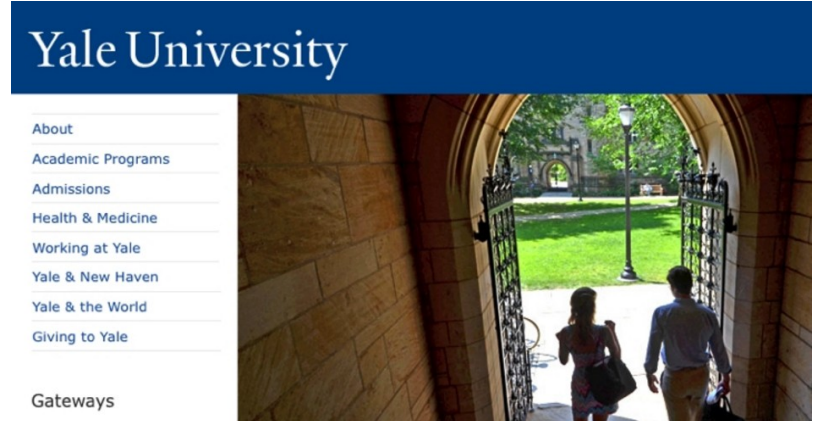 Yale University
About
Academic Programs
Admissions
Health & Medicine
Working at Yale
Yale & New Haven
Yale & the World
Giving to Yale
Gateways